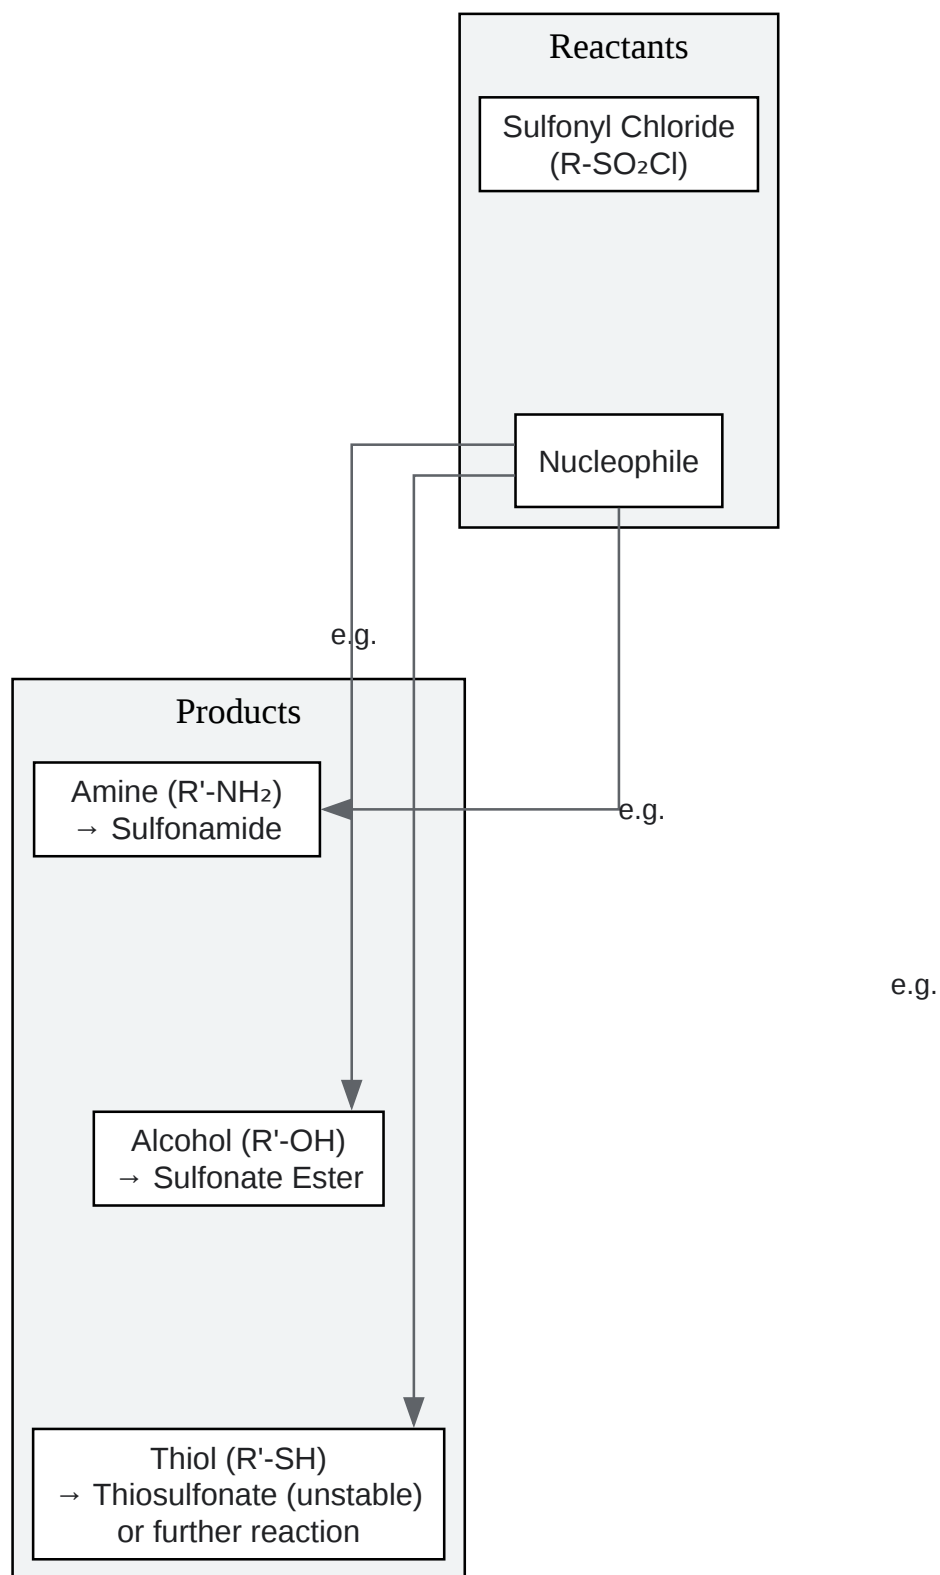 Reactants
Sulfonyl Chloride
(R-SO₂Cl)
Nucleophile
e.g.
Products
Amine (R'-NH₂)
→ Sulfonamide
e.g.
e.g.
Alcohol (R'-OH)
→ Sulfonate Ester
Thiol (R'-SH)
→ Thiosulfonate (unstable)
or further reaction